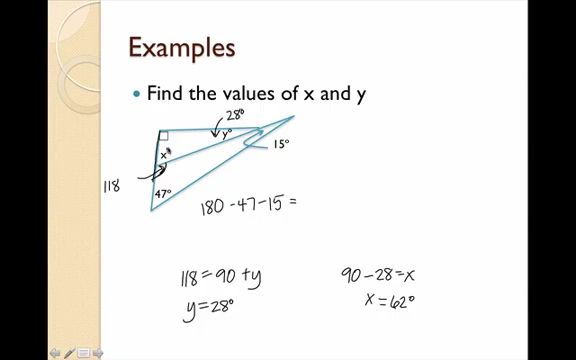 Examples
• Find the values of x and y
28°
y°
x°
15°
118
47°
180 - 47 - 15 =
118 = 90 + y
90 - 28 = x
y = 28°
x = 62°